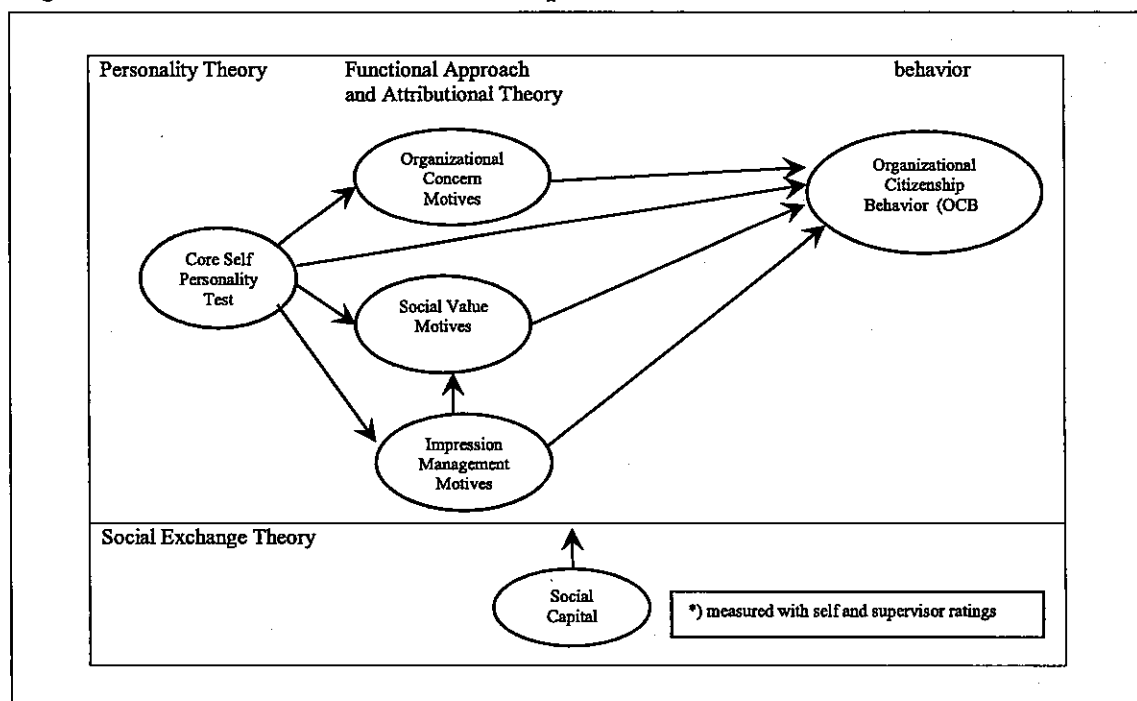 Personality Theory
Functional Approach
and Attributional Theory
behavior
Organizational
Concern
Motives
Organizational
Citizenship
Behavior (OCB
Core Self
Personality
Test
Social Value
Motives
Impression
Management
Motives
Social Exchange Theory
Social
Capital
*) measured with self and supervisor ratings